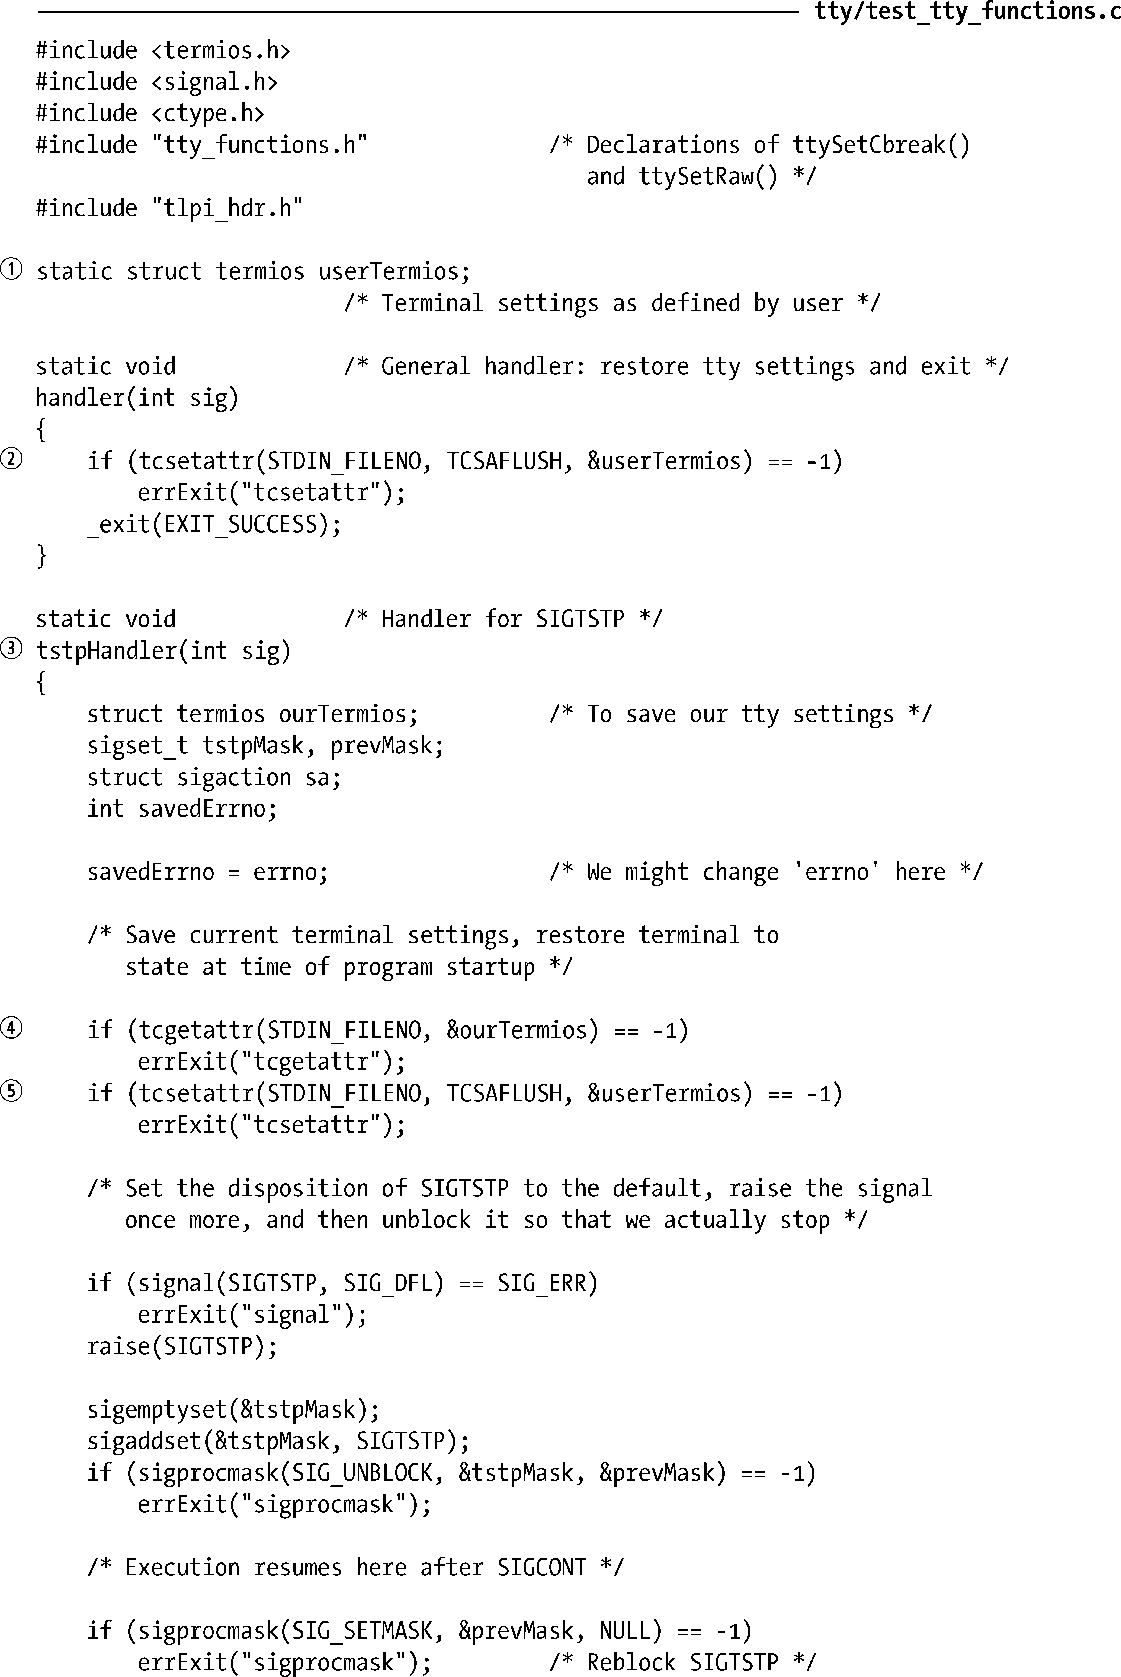 tty/test_tty_functions.c
#include <termios.h>
#include <signal.h>
#include <ctype.h>
#include "tty_functions.h"              /* Declarations of ttySetCbreak()
                                           and ttySetRaw() */
#include "tlpi_hdr.h"
① static struct termios userTermios;
                        /* Terminal settings as defined by user */
static void             /* General handler: restore tty settings and exit */
handler(int sig)
{
②     if (tcsetattr(STDIN_FILENO, TCSAFLUSH, &userTermios) == -1)
        errExit("tcsetattr");
    _exit(EXIT_SUCCESS);
}
static void             /* Handler for SIGTSTP */
③ tstpHandler(int sig)
{
    struct termios ourTermios;          /* To save our tty settings */
    sigset_t tstpMask, prevMask;
    struct sigaction sa;
    int savedErrno;
    savedErrno = errno;                 /* We might change 'errno' here */
    /* Save current terminal settings, restore terminal to
       state at time of program startup */
④     if (tcgetattr(STDIN_FILENO, &ourTermios) == -1)
        errExit("tcgetattr");
⑤     if (tcsetattr(STDIN_FILENO, TCSAFLUSH, &userTermios) == -1)
        errExit("tcsetattr");
    /* Set the disposition of SIGTSTP to the default, raise the signal
       once more, and then unblock it so that we actually stop */
    if (signal(SIGTSTP, SIG_DFL) == SIG_ERR)
        errExit("signal");
    raise(SIGTSTP);
    sigemptyset(&tstpMask);
    sigaddset(&tstpMask, SIGTSTP);
    if (sigprocmask(SIG_UNBLOCK, &tstpMask, &prevMask) == -1)
        errExit("sigprocmask");
    /* Execution resumes here after SIGCONT */
    if (sigprocmask(SIG_SETMASK, &prevMask, NULL) == -1)
        errExit("sigprocmask");         /* Reblock SIGTSTP */